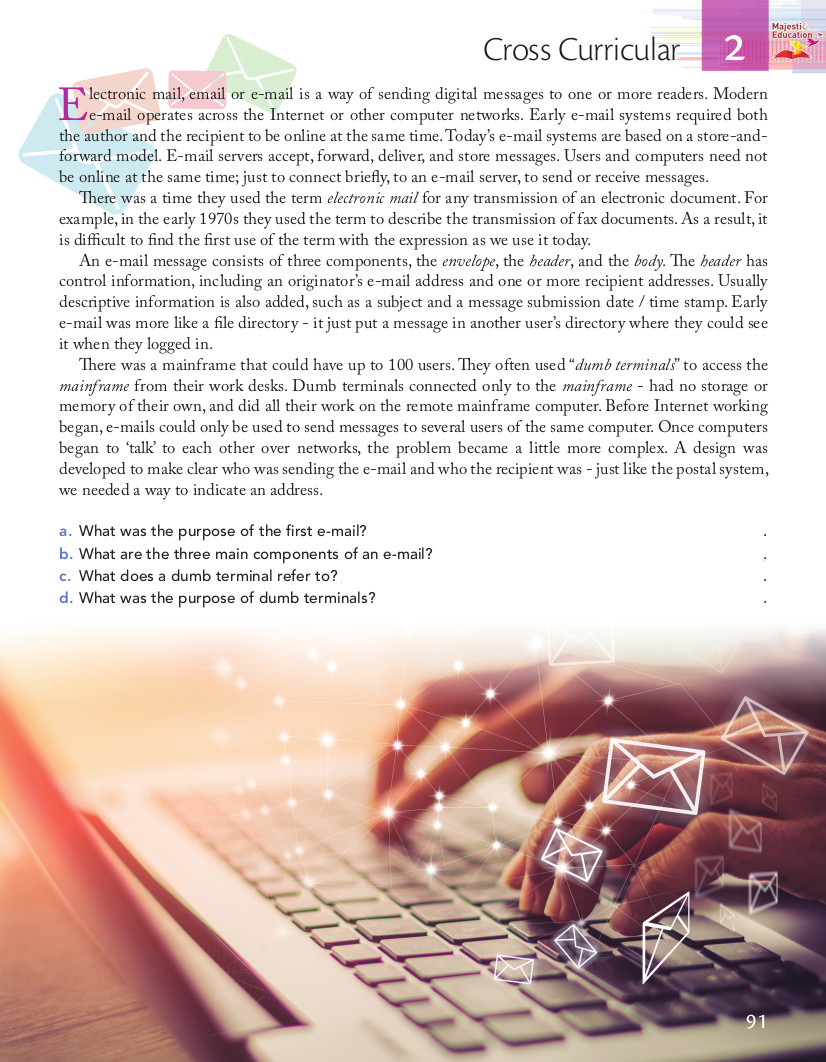 Cross Curricular
2
Majesti
Education
Electronic mail, email or e-mail is a way of sending digital messages to one or more readers. Modern
e-mail operates across the Internet or other computer networks. Early e-mail systems required both
the author and the recipient to be online at the same time. Today's e-mail systems are based on a store-and-
forward model. E-mail servers accept, forward, deliver, and store messages. Users and computers need not
be online at the same time; just to connect briefly, to an e-mail server, to send or receive messages.
There was a time they used the term electronic mail for any transmission of an electronic document. For
example, in the early 1970s they used the term to describe the transmission of fax documents. As a result, it
is difficult to find the first use of the term with the expression as we use it today.
An e-mail message consists of three components, the envelope, the header, and the body. The header has
control information, including an originator's e-mail address and one or more recipient addresses. Usually
descriptive information is also added, such as a subject and a message submission date / time stamp. Early
e-mail was more like a file directory - it just put a message in another user's directory where they could see
it when they logged in.
There was a mainframe that could have up to 100 users. They often used "dumb terminals" to access the
mainframe from their work desks. Dumb terminals connected only to the mainframe - had no storage or
memory of their own, and did all their work on the remote mainframe computer. Before Internet working
began, e-mails could only be used to send messages to several users of the same computer. Once computers
began to 'talk' to each other over networks, the problem became a little more complex. A design was
developed to make clear who was sending the e-mail and who the recipient was - just like the postal system,
we needed a way to indicate an address.
a. What was the purpose of the first e-mail? .
b. What are the three main components of an e-mail? .
c. What does a dumb terminal refer to? .
d. What was the purpose of dumb terminals? .
91